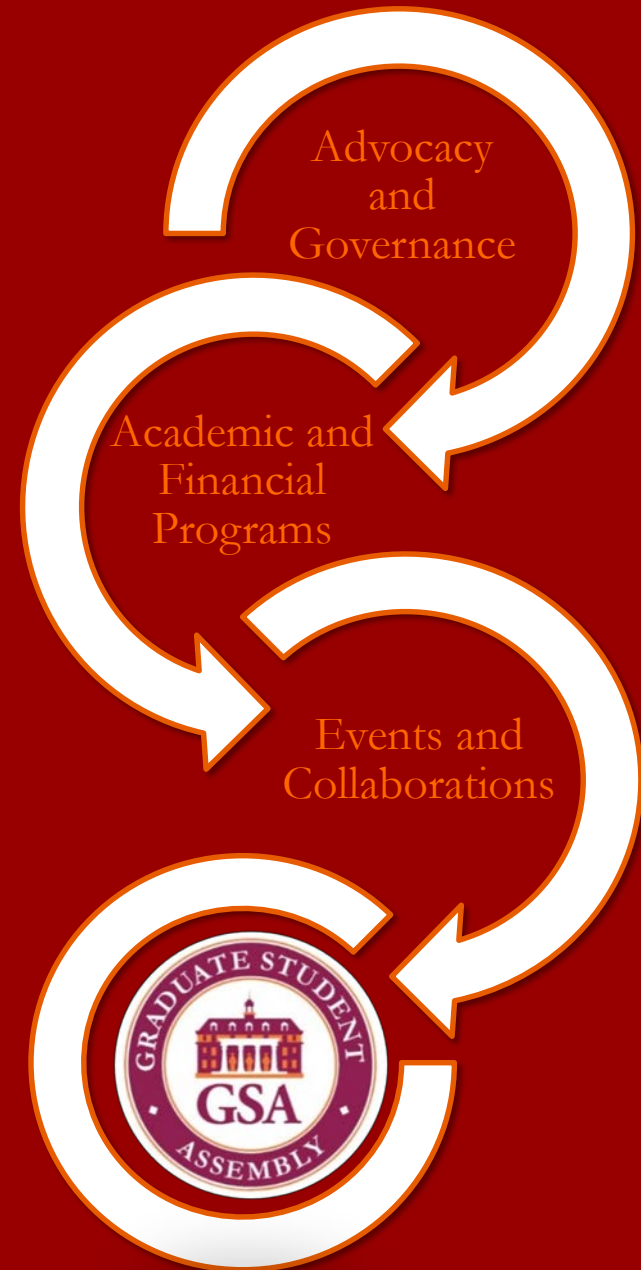 Advocacy
and
Governance
Academic and
Financial
Programs
Events and
Collaborations
GRADUATE STUDENT
GSA
ASSEMBLY